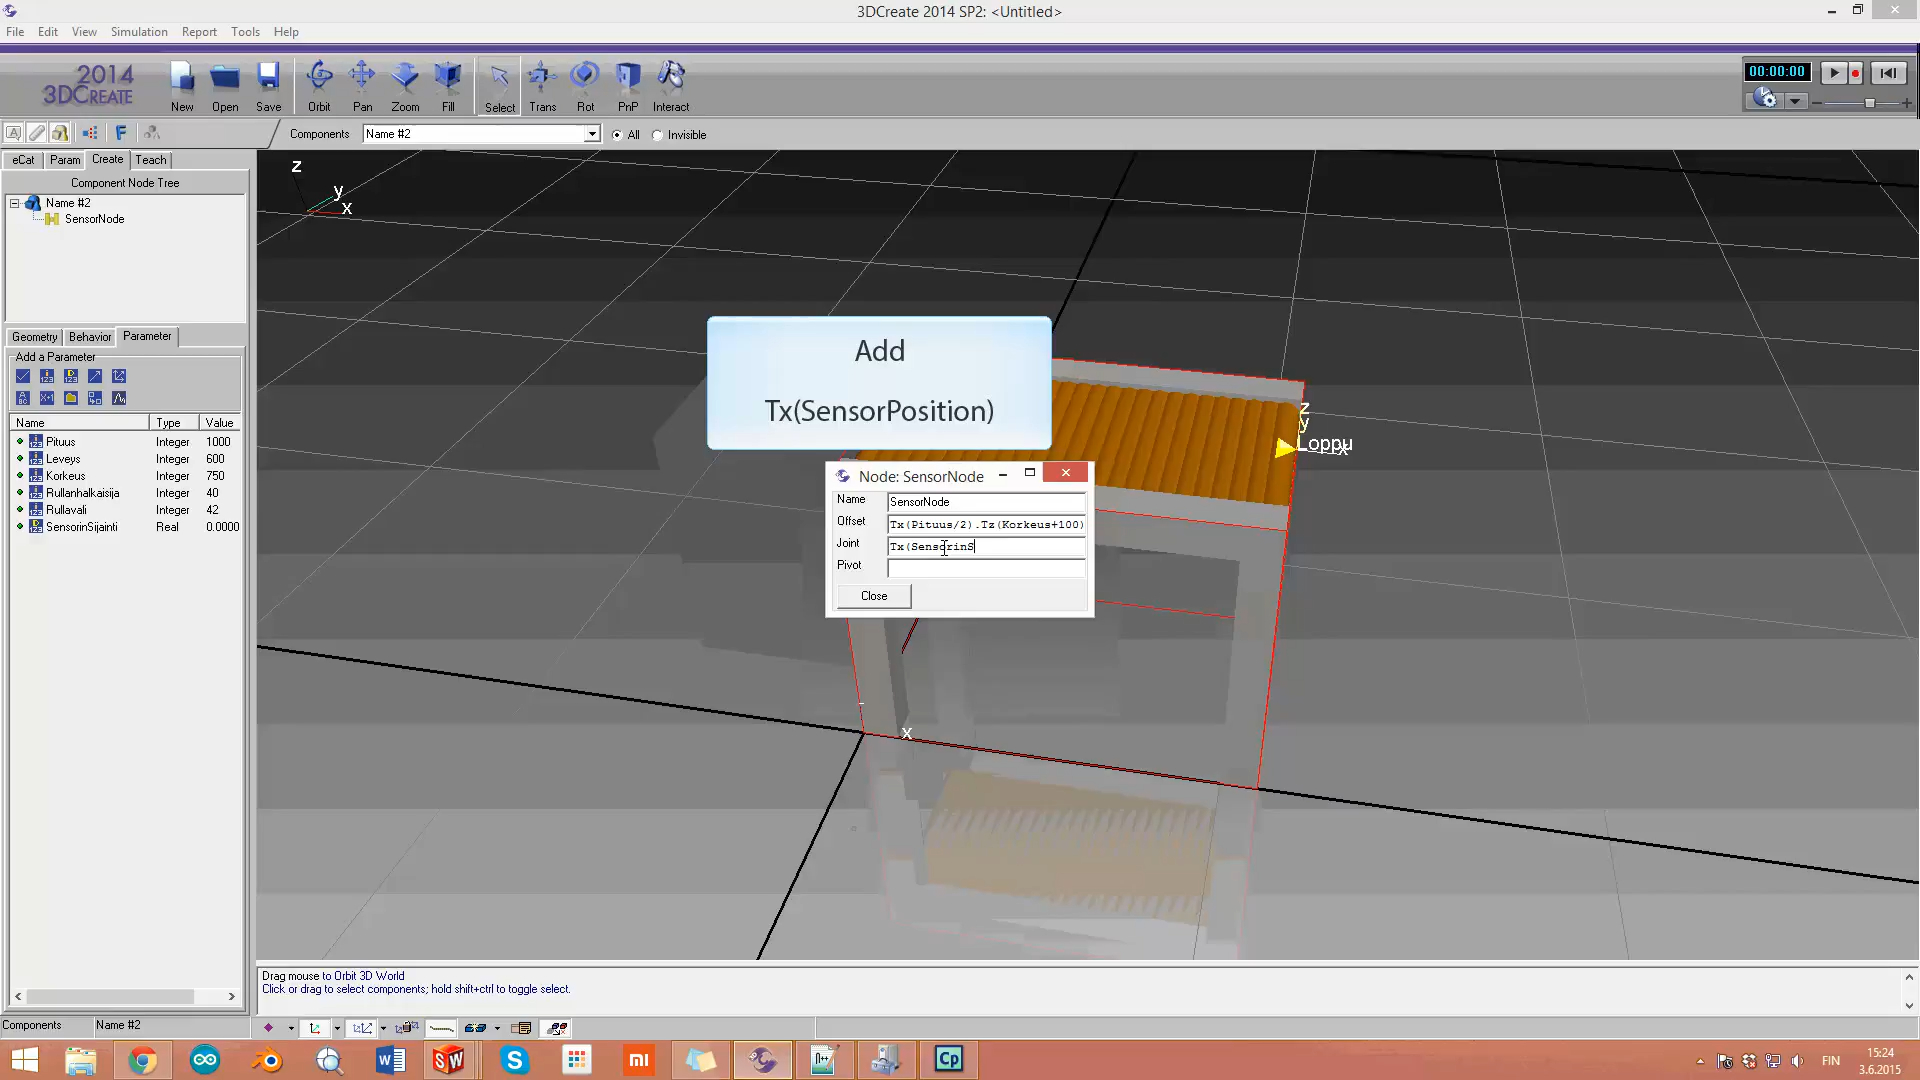 3DCreate 2014 SP2: <Untitled>
File Edit View Simulation Report Tools Help
2014
3DCREATE
New Open Save Orbit Pan Zoom Fill Select Trans Rot PnP Interact
00:00:00
Components Name #2 All Invisible
eCat Param Create Teach
Component Node Tree
Name #2
SensorNode
Geometry Behavior Parameter
Add a Parameter
Name Type Value
Pituus Integer 1000
Leveys Integer 600
Korkeus Integer 750
Rullanhalkaisija Integer 40
Rullavali Integer 42
SensorinSijainti Real 0.0000
z
y
x
Add
Tx(SensorPosition)
z
y
Loppu
x
Node: SensorNode
Name SensorNode
Offset Tx(Pituus/2).Tz(Korkeus+100)
Joint Tx(SensorinS
Pivot
Close
x
Drag mouse to Orbit 3D World
Click or drag to select components; hold shift+ctrl to toggle select.
Components Name #2
FIN
15:24
3.6.2015